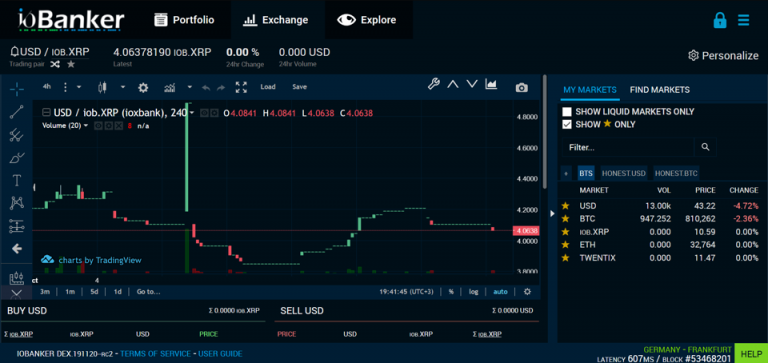 ioBanker
Portfolio
Exchange
Explore
USD / IOB.XRP
Trading pair
4.06378190 IOB.XRP
Latest
0.00 %
24hr Change
0.000 USD
24hr Volume
Personalize
4h
Load
Save
USD / iob.XRP (ioxbank), 240
O 4.0841 H 4.0841 L 4.0638 C 4.0638
Volume (20)
n/a
4.8000
4.4000
4.2000
4.0638
4.0000
3.8000
charts by TradingView
ct
4
3m
1m
5d
1d
Go to...
19:41:45 (UTC+3)
%
log
auto
BUY USD
Σ 0.0000 IOB.XRP
SELL USD
Σ 0.0000 USD
Σ IOB.XRP
IOB.XRP
USD
PRICE
PRICE
USD
IOB.XRP
Σ IOB.XRP
MY MARKETS
FIND MARKETS
SHOW LIQUID MARKETS ONLY
SHOW ★ ONLY
Filter...
+
BTS
HONEST.USD
HONEST.BTC
MARKET VOL PRICE CHANGE
USD 13.00k 43.22 -4.72%
BTC 947.252 810,262 -2.36%
IOB.XRP 0.000 10.59 0.00%
ETH 0.000 32,764 0.00%
TWENTIX 0.000 11.47 0.00%
IOBANKER DEX.191120-RC2 - TERMS OF SERVICE - USER GUIDE
GERMANY - FRANKFURT
LATENCY 607MS / BLOCK #53468201
HELP